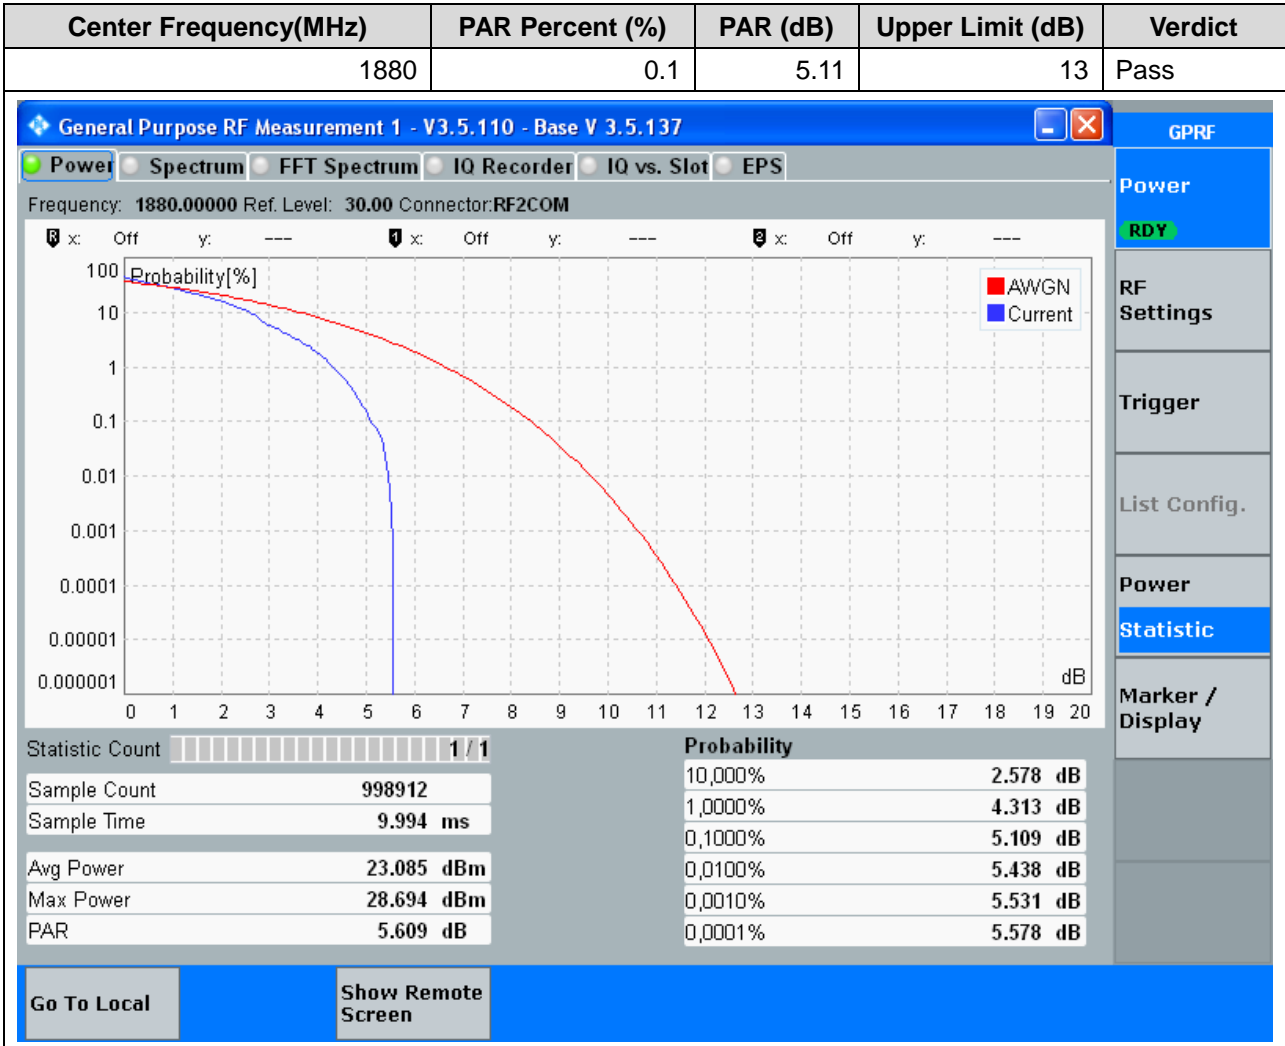 Center Frequency(MHz) PAR Percent (%) PAR (dB) Upper Limit (dB) Verdict
1880 0.1 5.11 13 Pass
General Purpose RF Measurement 1 - V3.5.110 - Base V 3.5.137
GPRF
Power Spectrum FFT Spectrum IQ Recorder IQ vs. Slot EPS
Power
RDY
Frequency: 1880.00000 Ref. Level: 30.00 Connector:RF2COM
R x: Off y: --- 1 x: Off y: --- 2 x: Off y: ---
Probability[%]
AWGN
Current
100
10
1
0.1
0.01
0.001
0.0001
0.00001
0.000001
dB
0 1 2 3 4 5 6 7 8 9 10 11 12 13 14 15 16 17 18 19 20
RF
Settings
Trigger
List Config.
Power
Statistic
Marker /
Display
Statistic Count 1 / 1
Sample Count 998912
Sample Time 9.994 ms
Avg Power 23.085 dBm
Max Power 28.694 dBm
PAR 5.609 dB
Probability
10,000% 2.578 dB
1,0000% 4.313 dB
0,1000% 5.109 dB
0,0100% 5.438 dB
0,0010% 5.531 dB
0,0001% 5.578 dB
Go To Local
Show Remote
Screen